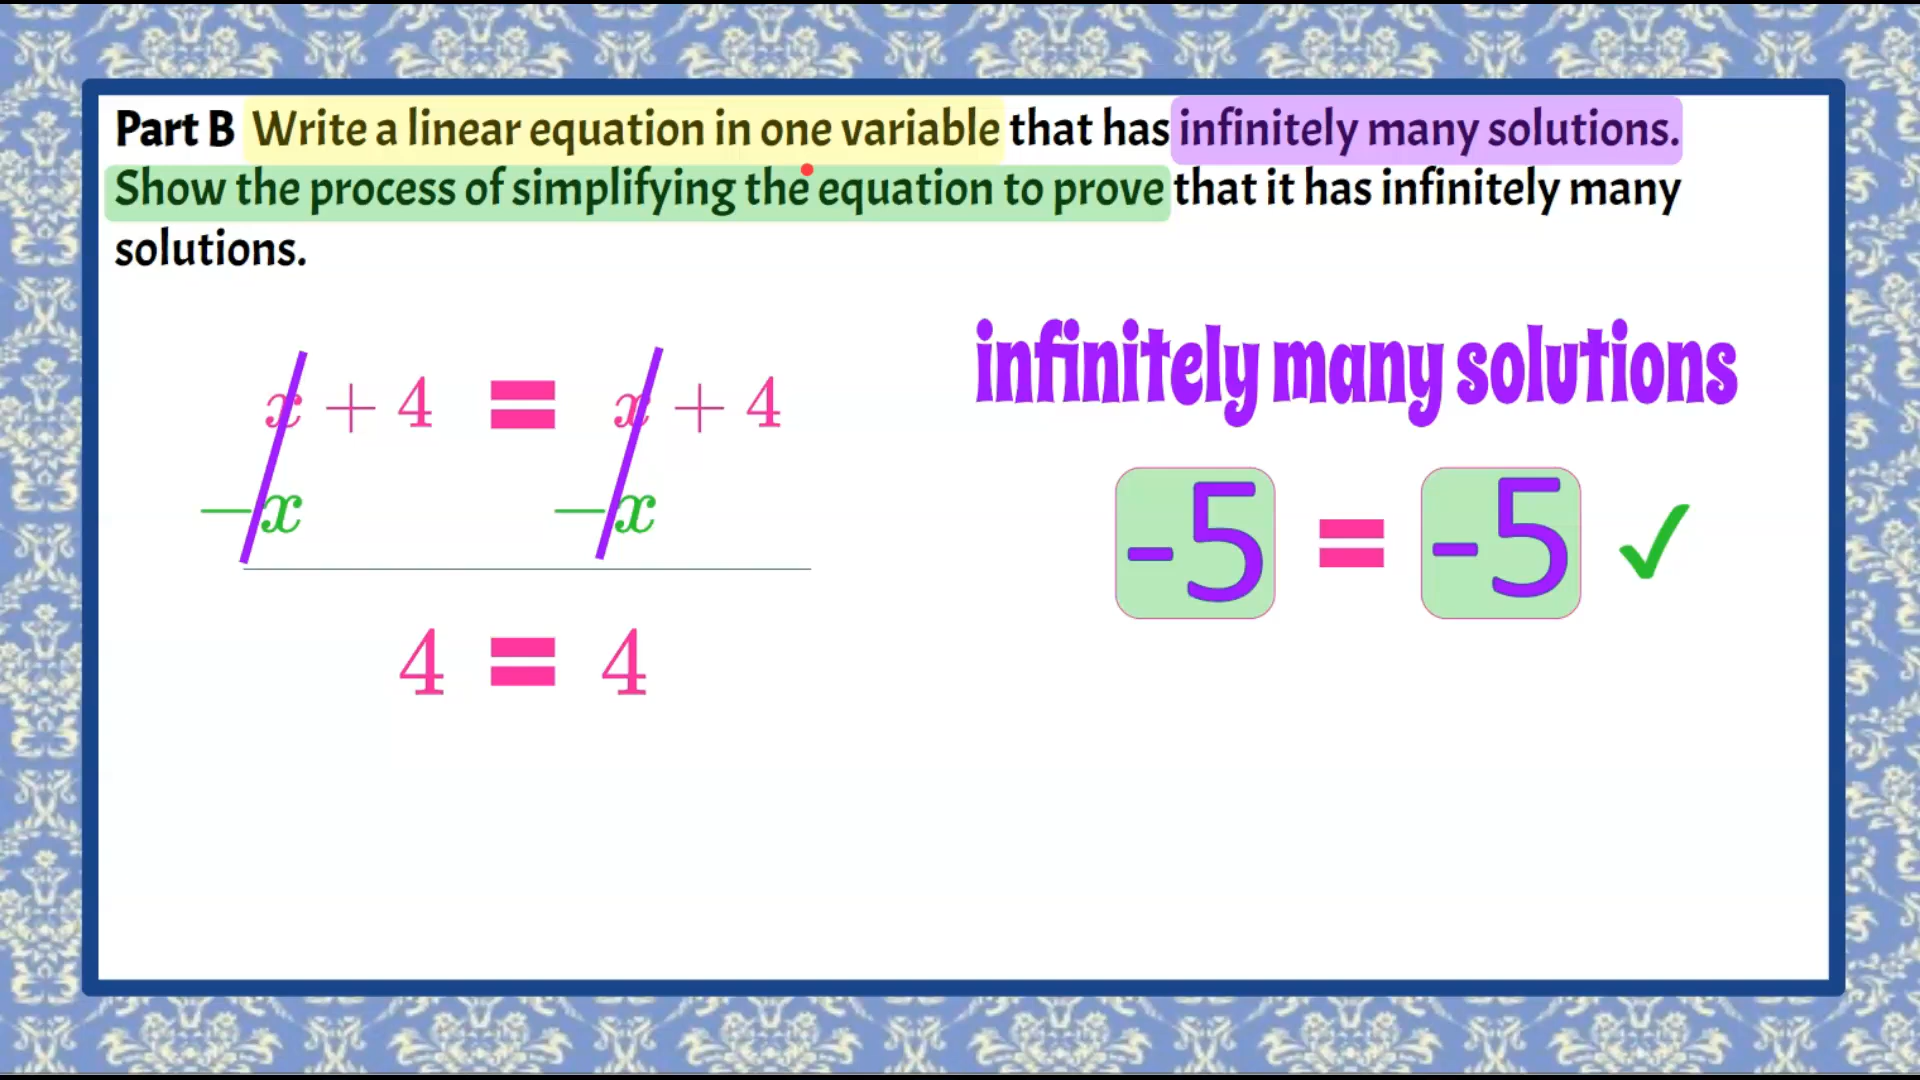 Part B Write a linear equation in one variable that has infinitely many solutions.
Show the process of simplifying the equation to prove that it has infinitely many
solutions.
x + 4 = x + 4
−x −x
4 = 4
infinitely many solutions
-5 = -5 ✓